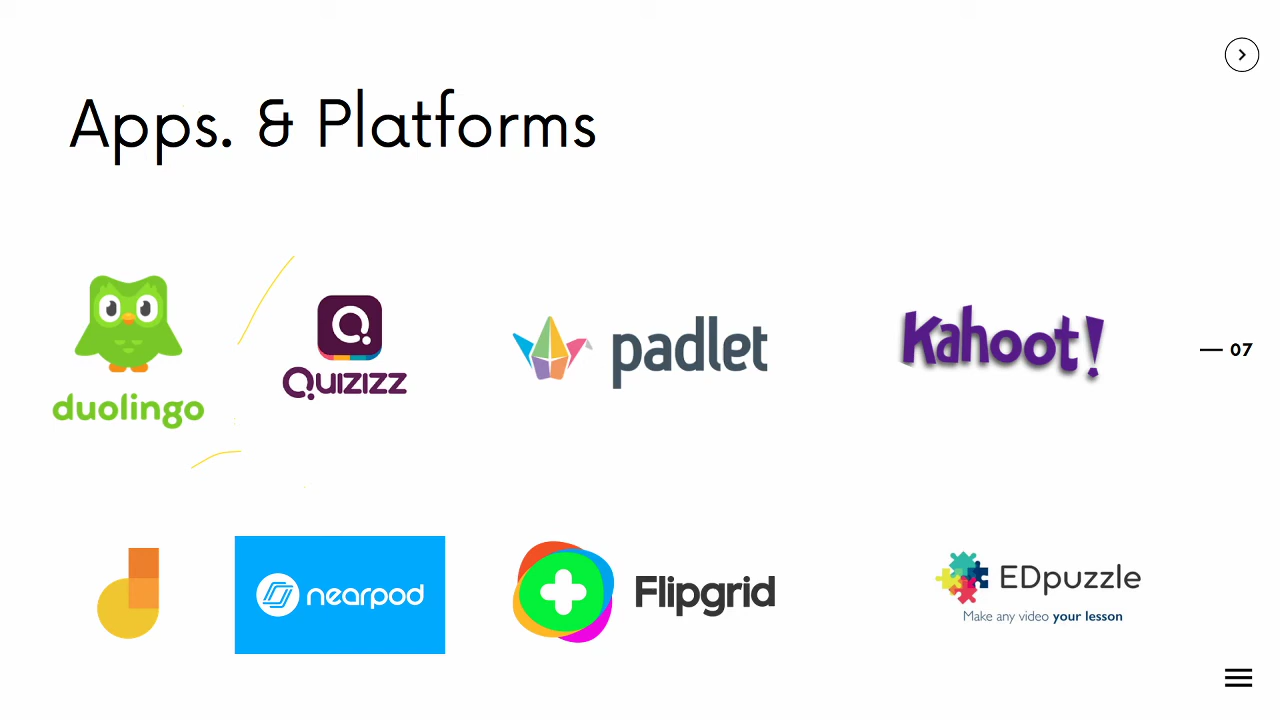 Apps. & Platforms
duolingo
Quizizz
padlet
Kahoot!
07
nearpod
Flipgrid
EDpuzzle
Make any video your lesson